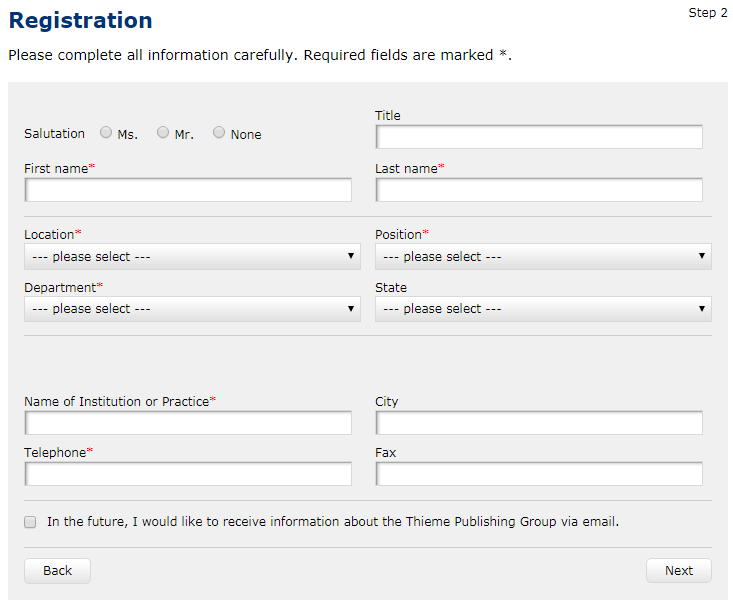 Registration
Step 2
Please complete all information carefully. Required fields are marked *.
Title
Salutation Ms. Mr. None
First name* Last name*
Location* Position*
--- please select --- --- please select ---
Department* State
--- please select --- --- please select ---
Name of Institution or Practice* City
Telephone* Fax
In the future, I would like to receive information about the Thieme Publishing Group via email.
Back Next